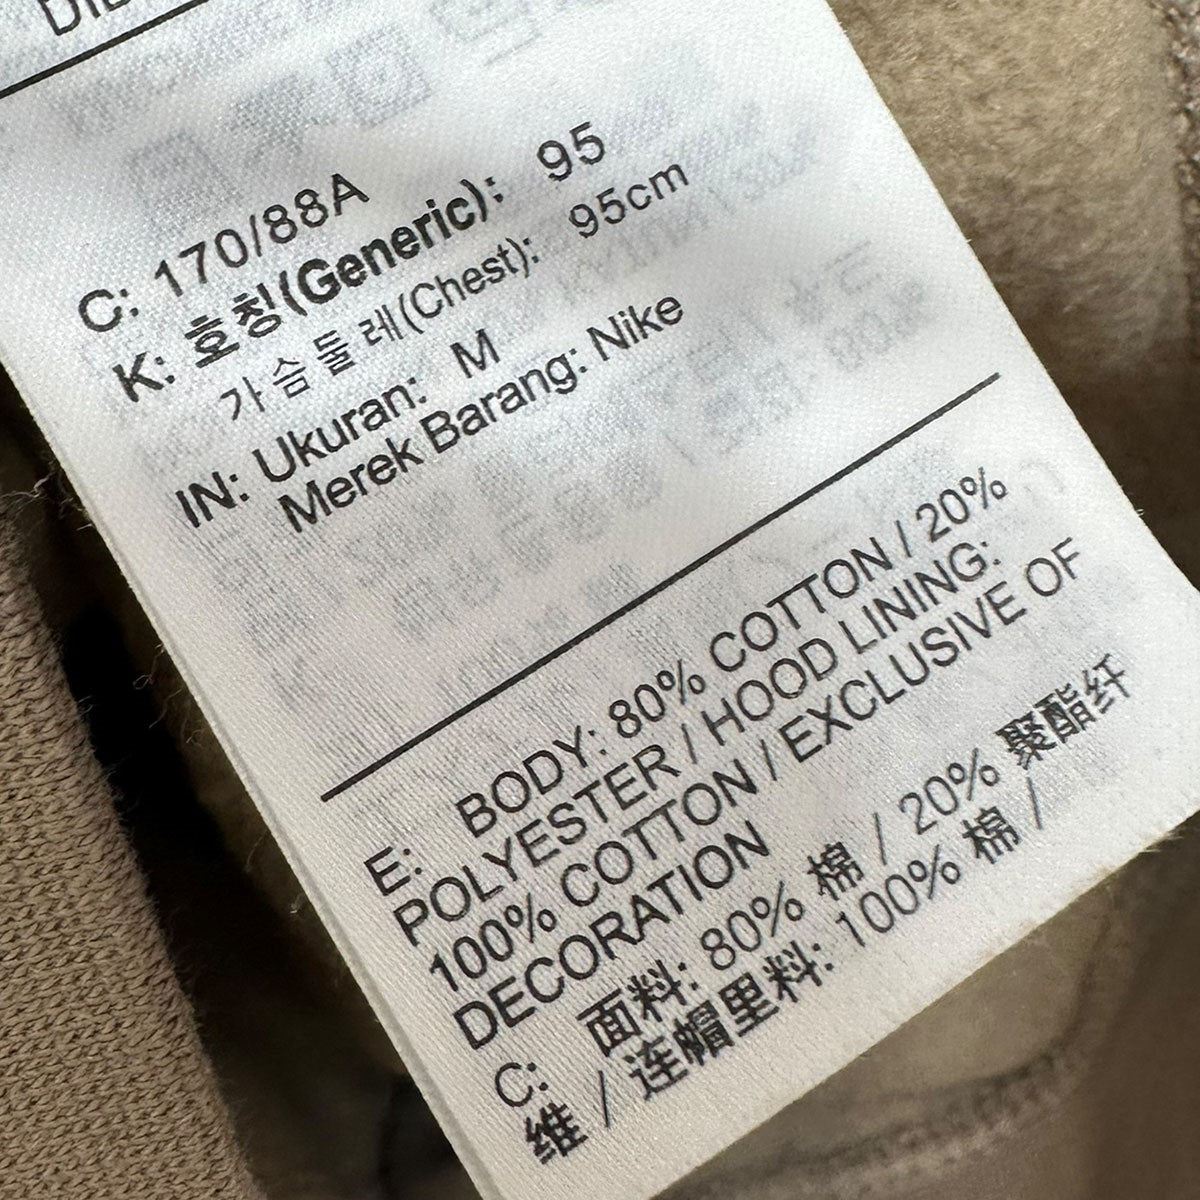 C: 170/88A
K: 호칭(Generic): 95
가슴둘레(Chest): 95cm
IN: Ukuran: M
Merek Barang: Nike
E: BODY: 80% COTTON / 20%
POLYESTER / HOOD LINING:
100% COTTON / EXCLUSIVE OF
DECORATION
C: 面料: 80% 棉 / 20% 聚酯纤
维 / 连帽里料: 100% 棉 /